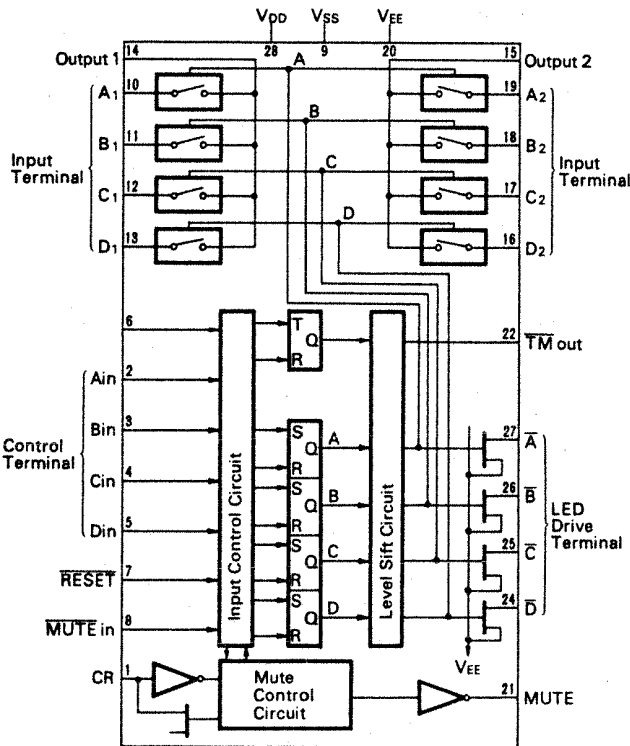 VDD VSS VEE
14 28 9 20 15
Output 1 A Output 2
10 19
A1 A2
B
11 18
B1 B2
Input Terminal
Input Terminal
C
12 17
C1 C2
D
13 16
D1 D2
6 T Q R 22 TM out
Ain 2
Bin 3 S Q A R 27 A
Control Terminal
Cin 4 S Q B R 26 B
LED Drive Terminal
Din 5 S Q C R 25 C
RESET 7
S Q D R 24 D
MUTE in 8
Input Control Circuit
Level Sift Circuit
VEE
CR 1
Mute Control Circuit
21 MUTE